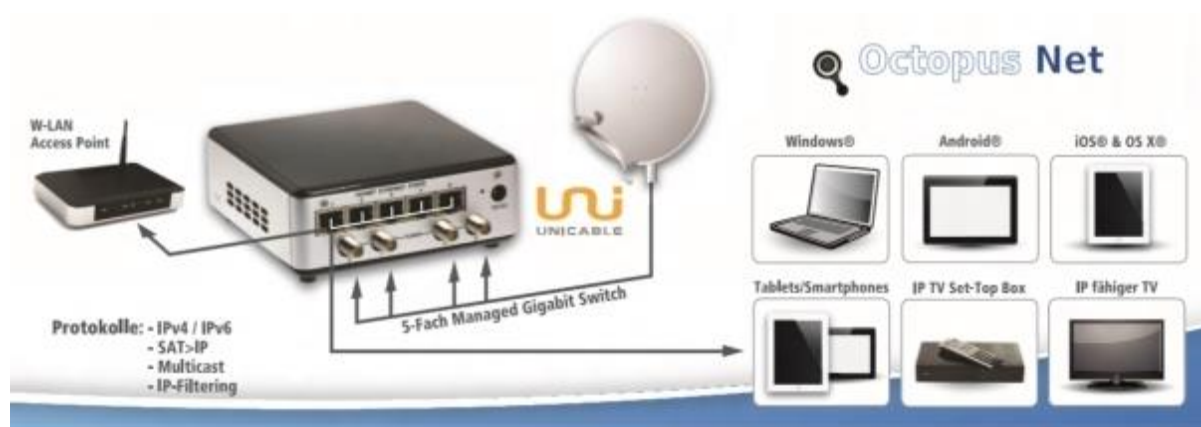 Octopus Net
W-LAN
Access Point
UNICABLE
5-Fach Managed Gigabit Switch
Protokolle: - IPv4 / IPv6
- SAT>IP
- Multicast
- IP-Filtering
Windows®
Android®
iOS® & OS X®
Tablets/Smartphones
IP TV Set-Top Box
IP fähiger TV